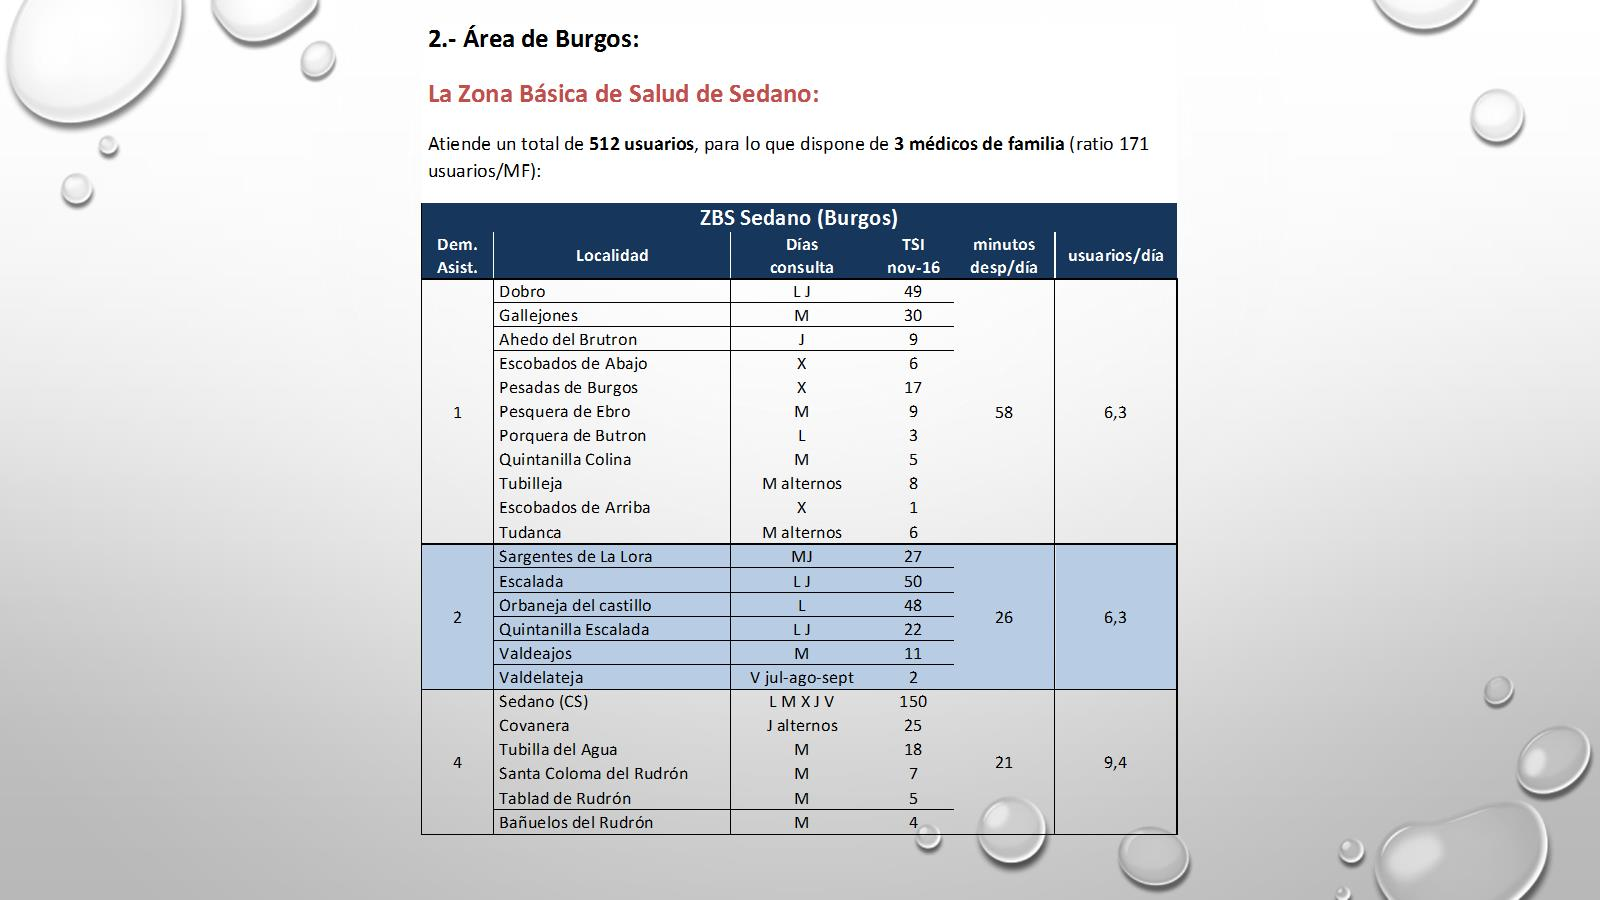 2.- Área de Burgos:
La Zona Básica de Salud de Sedano:
Atiende un total de 512 usuarios, para lo que dispone de 3 médicos de familia (ratio 171
usuarios/MF):
ZBS Sedano (Burgos)
Dem. Asist. Localidad Días consulta TSI nov-16 minutos desp/día usuarios/día
Dobro L J 49
Gallejones M 30
Ahedo del Brutron J 9
Escobados de Abajo X 6
Pesadas de Burgos X 17
1 Pesquera de Ebro M 9 58 6,3
Porquera de Butron L 3
Quintanilla Colina M 5
Tubilleja M alternos 8
Escobados de Arriba X 1
Tudanca M alternos 6
Sargentes de La Lora MJ 27
Escalada L J 50
Orbaneja del castillo L 48
2 26 6,3
Quintanilla Escalada L J 22
Valdeajos M 11
Valdelateja V jul-ago-sept 2
Sedano (CS) L M X J V 150
Covanera J alternos 25
Tubilla del Agua M 18
4 21 9,4
Santa Coloma del Rudrón M 7
Tablad de Rudrón M 5
Bañuelos del Rudrón M 4